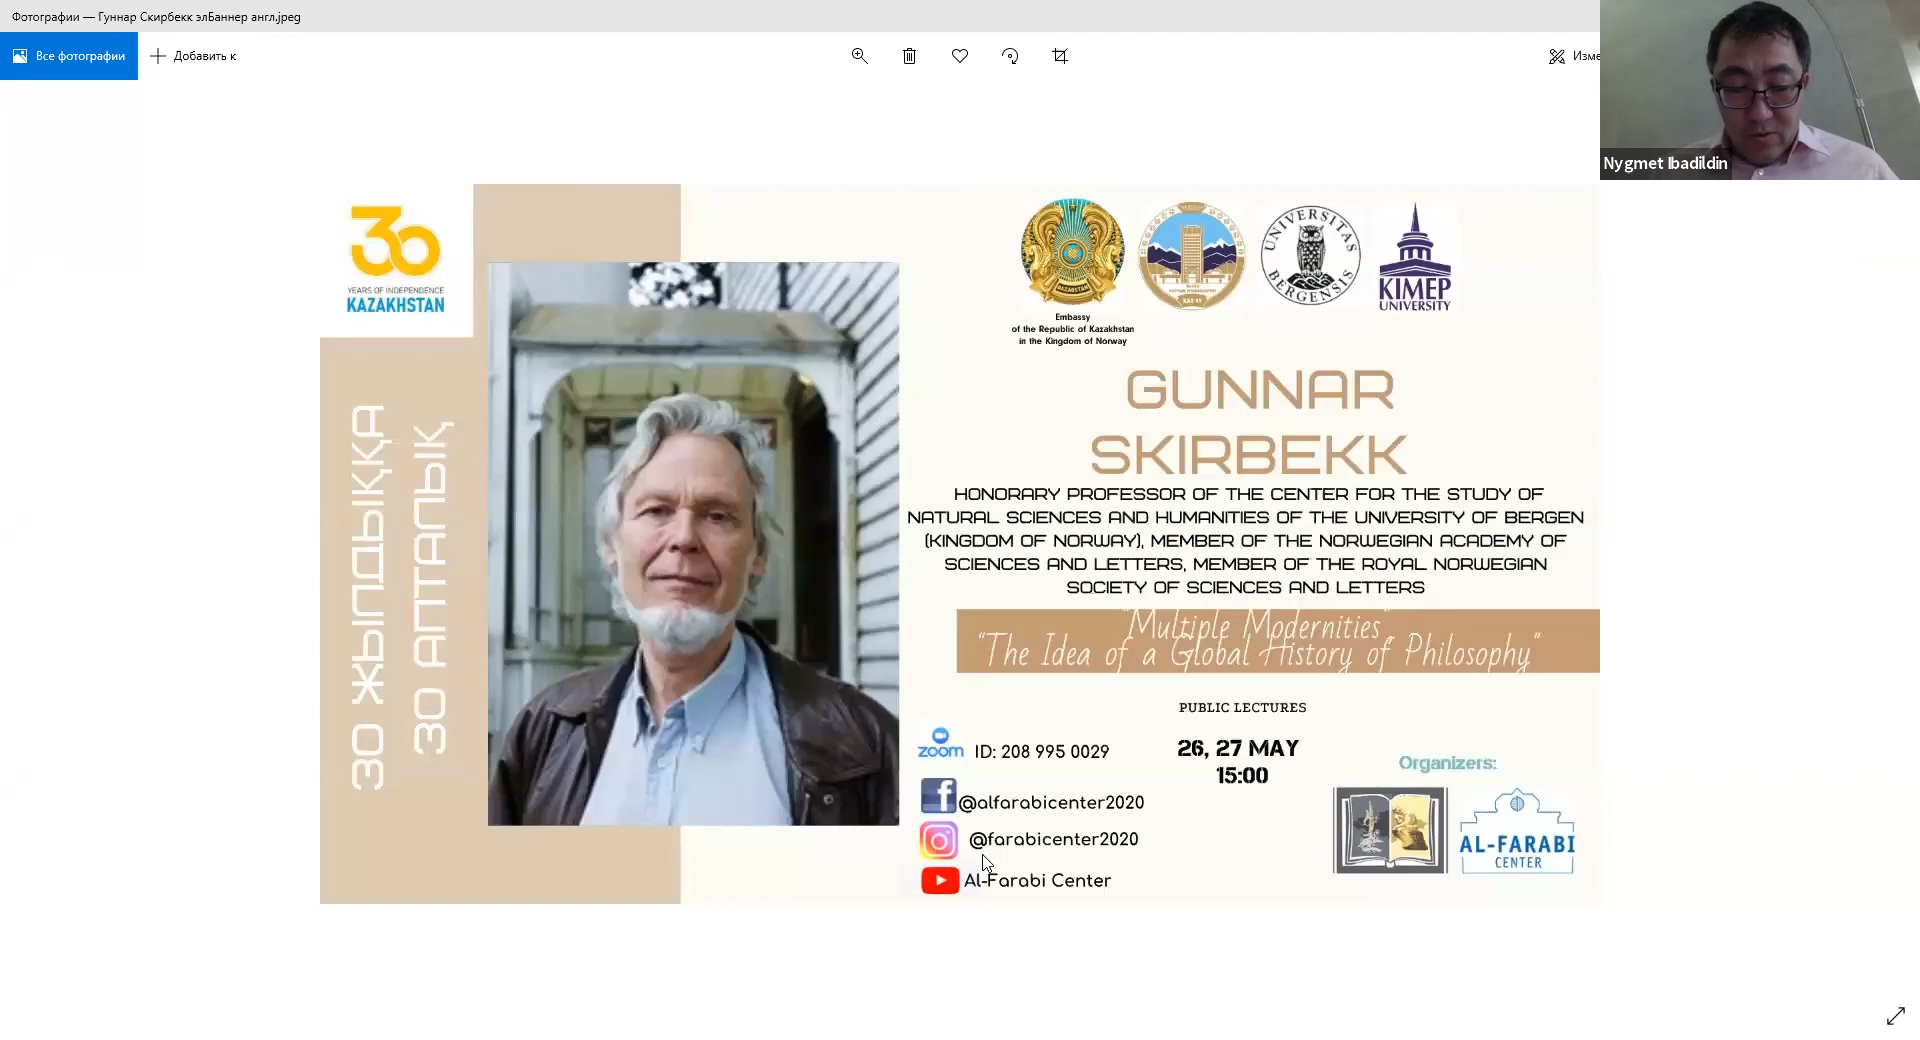 Фотографии — Гуннар Скирбекк элБаннер англ.jpeg
Все фотографии
Добавить к
Изме
Nygmet Ibadildin
30
YEARS OF INDEPENDENCE
KAZAKHSTAN
30 ЖЫЛДЫҚҚА
30 АПТАЛЫҚ
QAZAQSTAN
Embassy
of the Republic of Kazakhstan
in the Kingdom of Norway
UNIVERSITAS
BERGENSIS
KIMEP
UNIVERSITY
GUNNAR
SKIRBEKK
HONORARY PROFESSOR OF THE CENTER FOR THE STUDY OF
NATURAL SCIENCES AND HUMANITIES OF THE UNIVERSITY OF BERGEN
(KINGDOM OF NORWAY), MEMBER OF THE NORWEGIAN ACADEMY OF
SCIENCES AND LETTERS, MEMBER OF THE ROYAL NORWEGIAN
SOCIETY OF SCIENCES AND LETTERS
"Multiple Modernities"
"The Idea of a Global History of Philosophy"
PUBLIC LECTURES
26, 27 MAY
15:00
zoom ID: 208 995 0029
@alfarabicenter2020
@farabicenter2020
Al-Farabi Center
Organizers:
AL-FARABI
CENTER